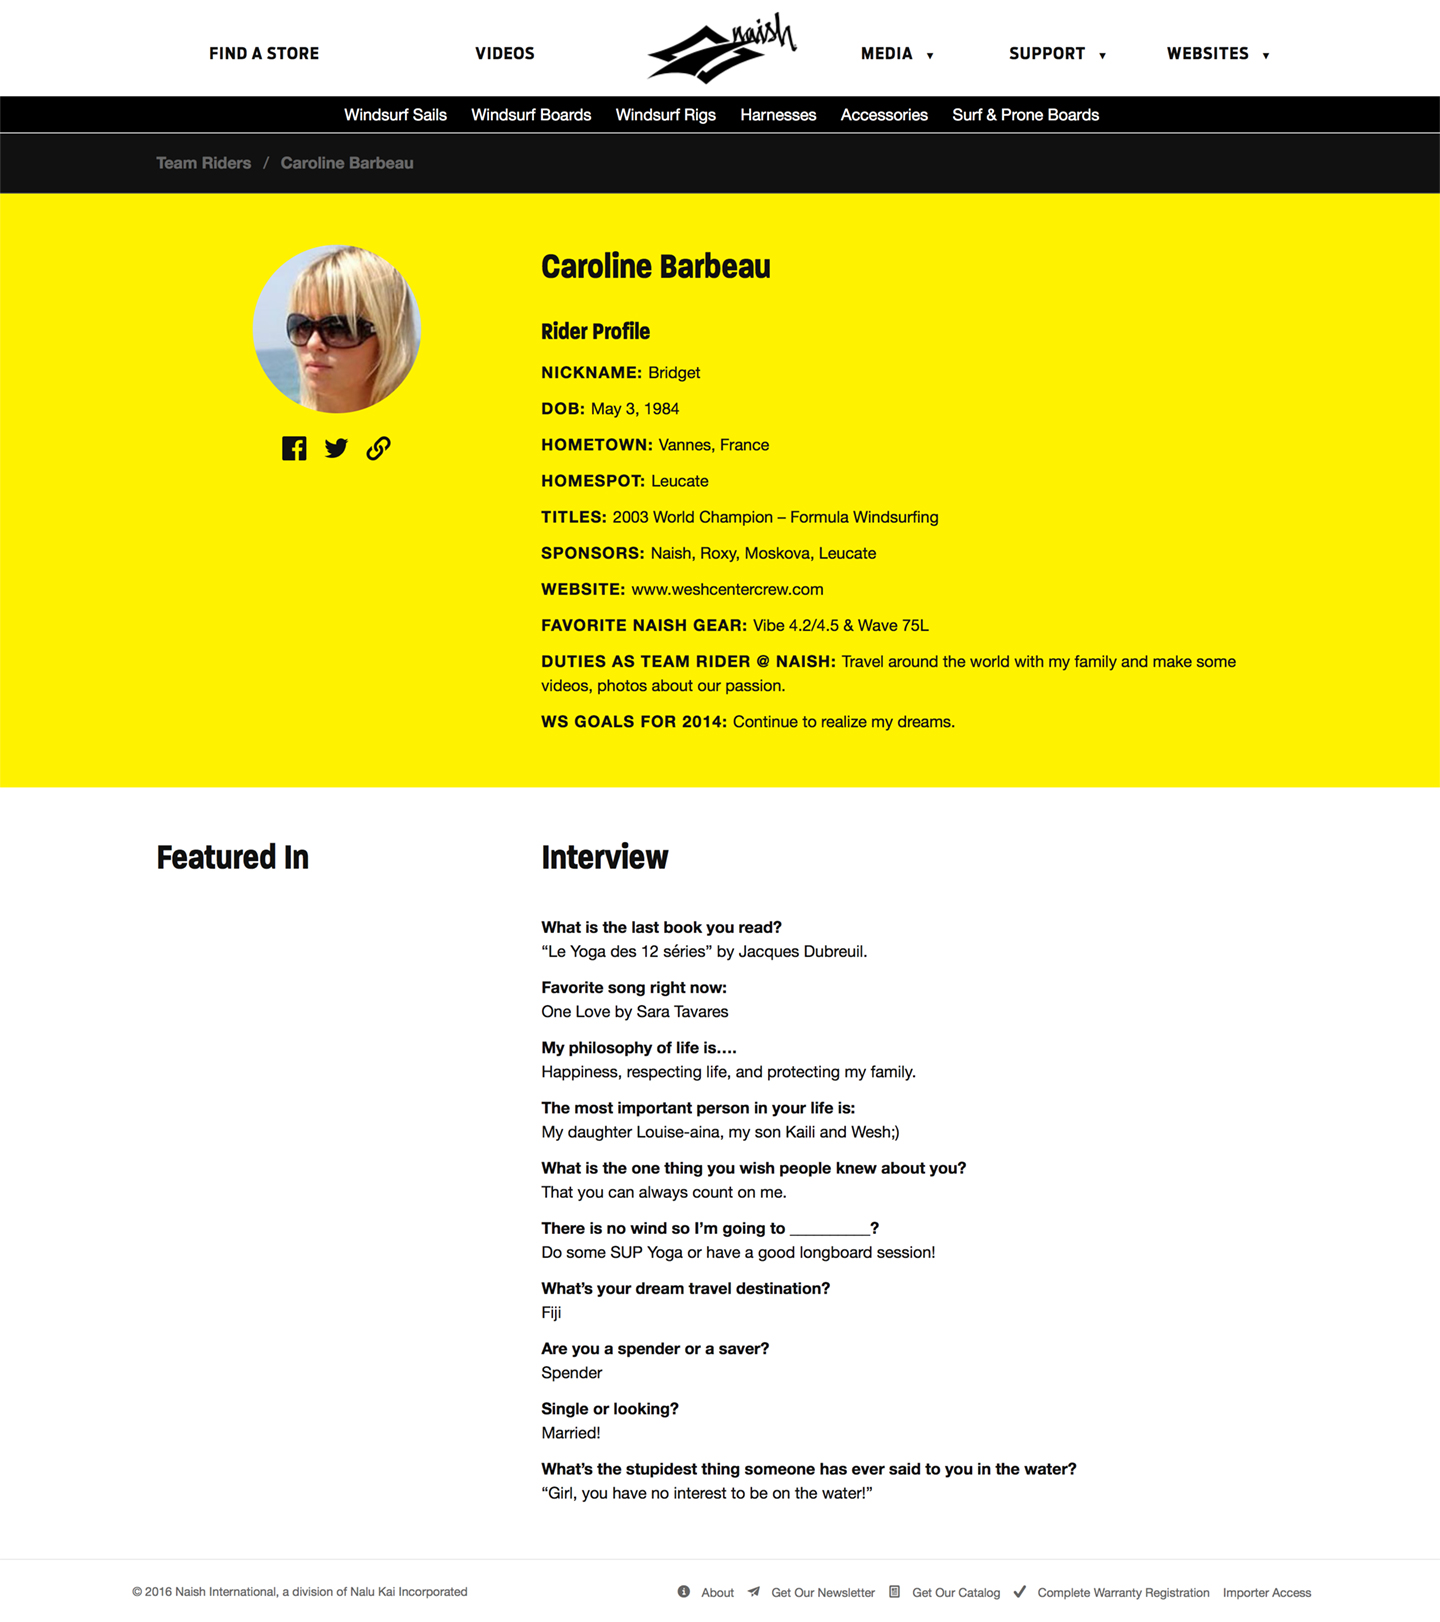 FIND A STORE
VIDEOS
naish
MEDIA ▼
SUPPORT ▼
WEBSITES ▼
Windsurf Sails
Windsurf Boards
Windsurf Rigs
Harnesses
Accessories
Surf & Prone Boards
Team Riders / Caroline Barbeau
Caroline Barbeau
Rider Profile
NICKNAME: Bridget
DOB: May 3, 1984
HOMETOWN: Vannes, France
HOMESPOT: Leucate
TITLES: 2003 World Champion – Formula Windsurfing
SPONSORS: Naish, Roxy, Moskova, Leucate
WEBSITE: www.weshcentercrew.com
FAVORITE NAISH GEAR: Vibe 4.2/4.5 & Wave 75L
DUTIES AS TEAM RIDER @ NAISH: Travel around the world with my family and make some
videos, photos about our passion.
WS GOALS FOR 2014: Continue to realize my dreams.
Featured In
Interview
What is the last book you read?
“Le Yoga des 12 séries” by Jacques Dubreuil.
Favorite song right now:
One Love by Sara Tavares
My philosophy of life is….
Happiness, respecting life, and protecting my family.
The most important person in your life is:
My daughter Louise-aina, my son Kaili and Wesh;)
What is the one thing you wish people knew about you?
That you can always count on me.
There is no wind so I’m going to _________?
Do some SUP Yoga or have a good longboard session!
What’s your dream travel destination?
Fiji
Are you a spender or a saver?
Spender
Single or looking?
Married!
What’s the stupidest thing someone has ever said to you in the water?
“Girl, you have no interest to be on the water!”
© 2016 Naish International, a division of Nalu Kai Incorporated
About
Get Our Newsletter
Get Our Catalog
Complete Warranty Registration
Importer Access